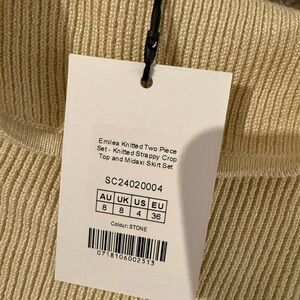 Emilea Knitted Two Piece
Set - Knitted Strappy Crop
Top and Midaxi Skirt Set
SC24020004
AU UK US EU
8 8 4 36
Colour: STONE
0718106002313